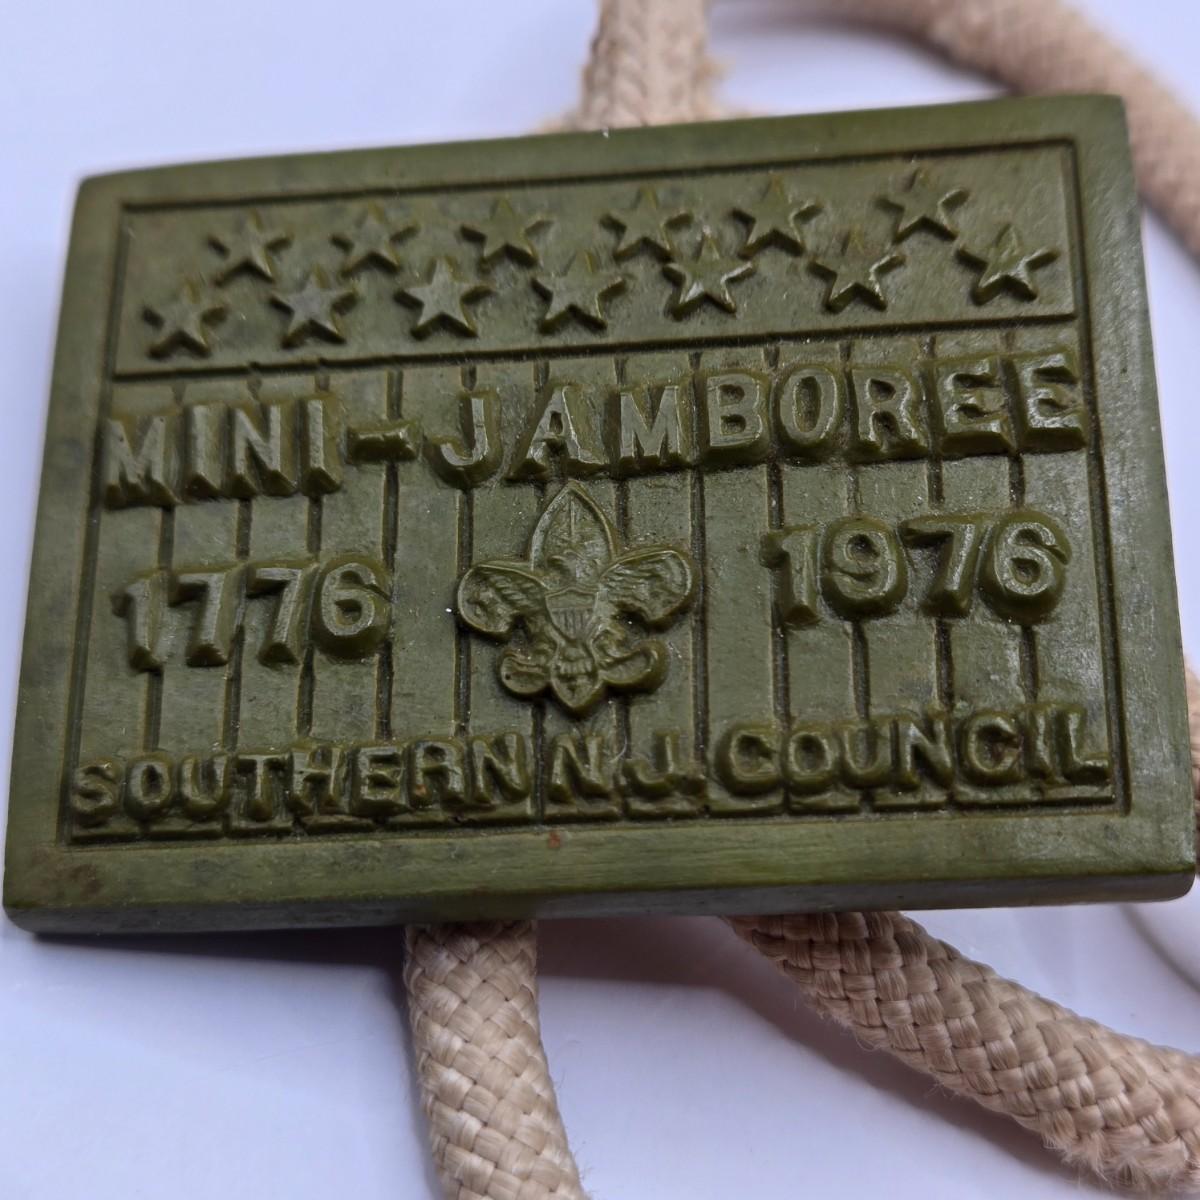 MINI-JAMBOREE
1776 1976
SOUTHERN N.J. COUNCIL